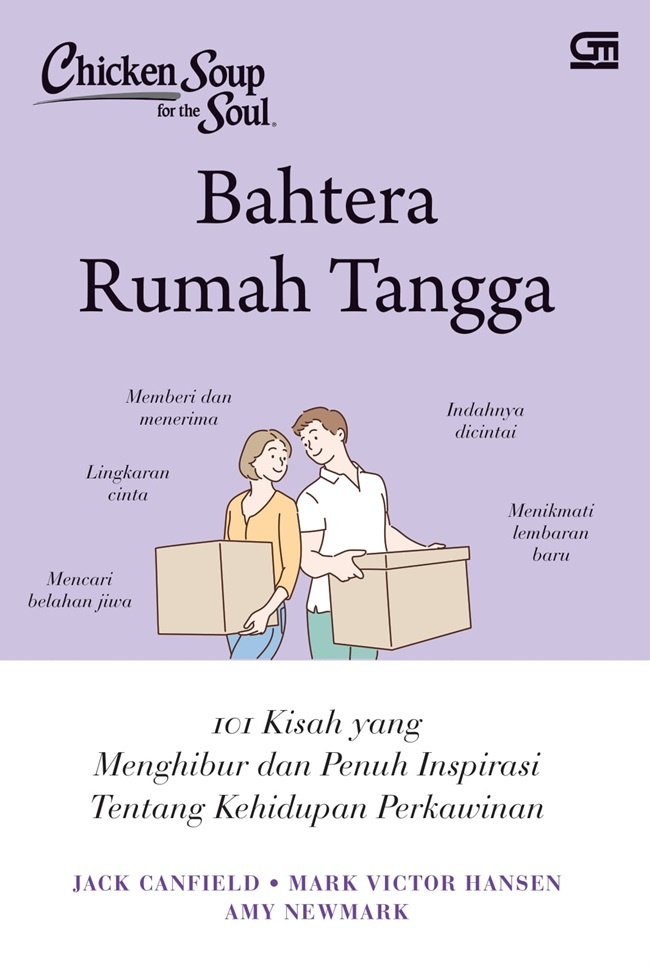 Chicken Soup
for the Soul®
GM
Bahtera
Rumah Tangga
Memberi dan
menerima
Indahnya
dicintai
Lingkaran
cinta
Menikmati
lembaran
baru
Mencari
belahan jiwa
101 Kisah yang
Menghibur dan Penuh Inspirasi
Tentang Kehidupan Perkawinan
JACK CANFIELD • MARK VICTOR HANSEN
AMY NEWMARK